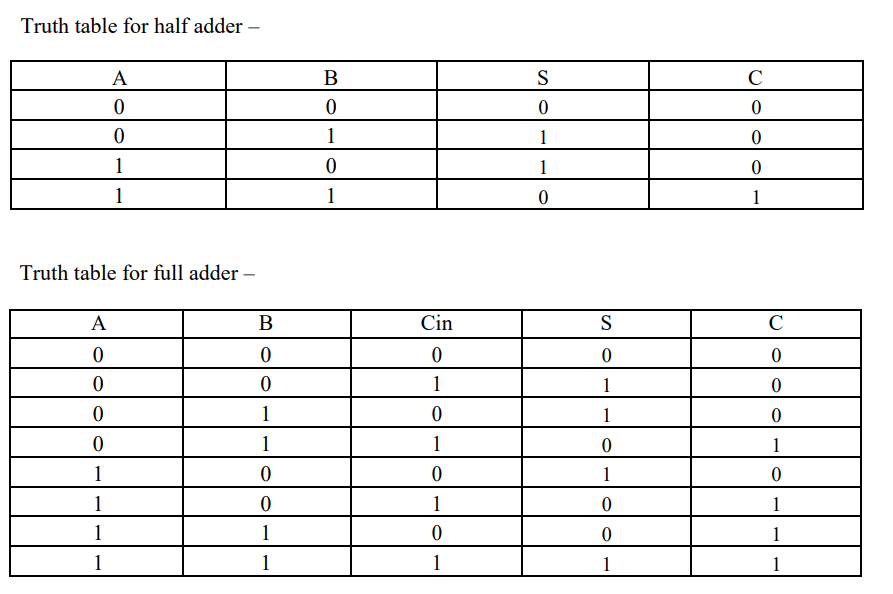 Truth table for half adder –
A B S C
0 0 0 0
0 1 1 0
1 0 1 0
1 1 0 1
Truth table for full adder –
A B Cin S C
0 0 0 0 0
0 0 1 1 0
0 1 0 1 0
0 1 1 0 1
1 0 0 1 0
1 0 1 0 1
1 1 0 0 1
1 1 1 1 1